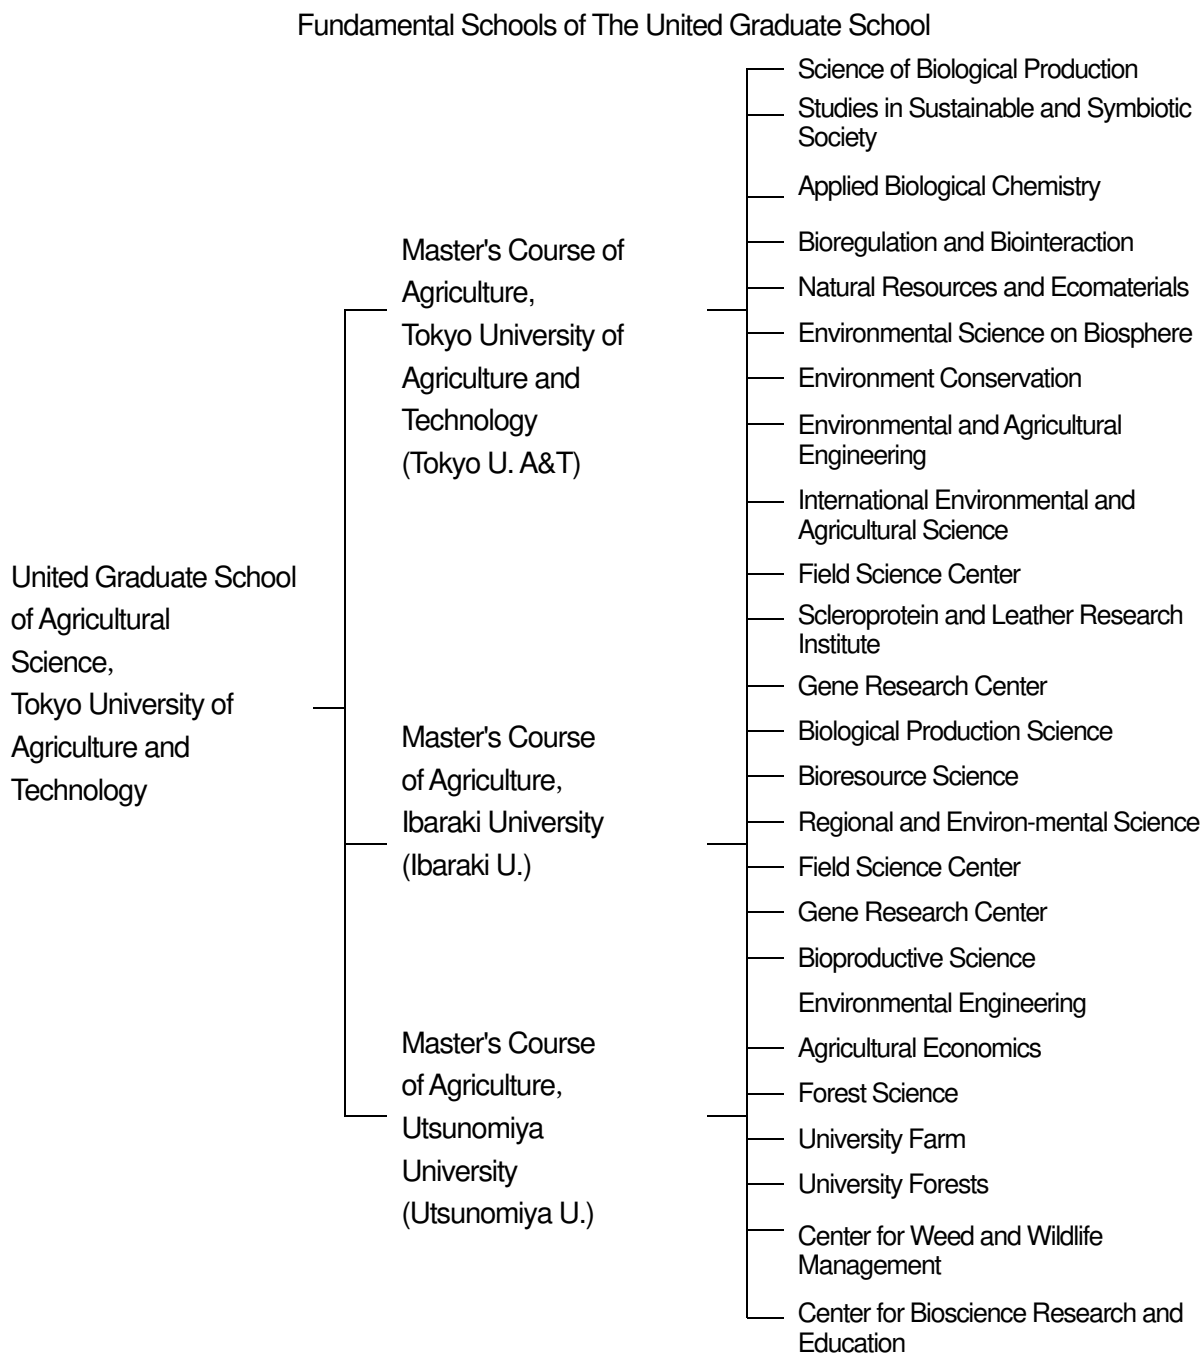 Fundamental Schools of The United Graduate School
United Graduate School
of Agricultural
Science,
Tokyo University of
Agriculture and
Technology
Master's Course of
Agriculture,
Tokyo University of
Agriculture and
Technology
(Tokyo U. A&T)
Master's Course
of Agriculture,
Ibaraki University
(Ibaraki U.)
Master's Course
of Agriculture,
Utsunomiya
University
(Utsunomiya U.)
Science of Biological Production
Studies in Sustainable and Symbiotic
Society
Applied Biological Chemistry
Bioregulation and Biointeraction
Natural Resources and Ecomaterials
Environmental Science on Biosphere
Environment Conservation
Environmental and Agricultural
Engineering
International Environmental and
Agricultural Science
Field Science Center
Scleroprotein and Leather Research
Institute
Gene Research Center
Biological Production Science
Bioresource Science
Regional and Environ-mental Science
Field Science Center
Gene Research Center
Bioproductive Science
Environmental Engineering
Agricultural Economics
Forest Science
University Farm
University Forests
Center for Weed and Wildlife
Management
Center for Bioscience Research and
Education